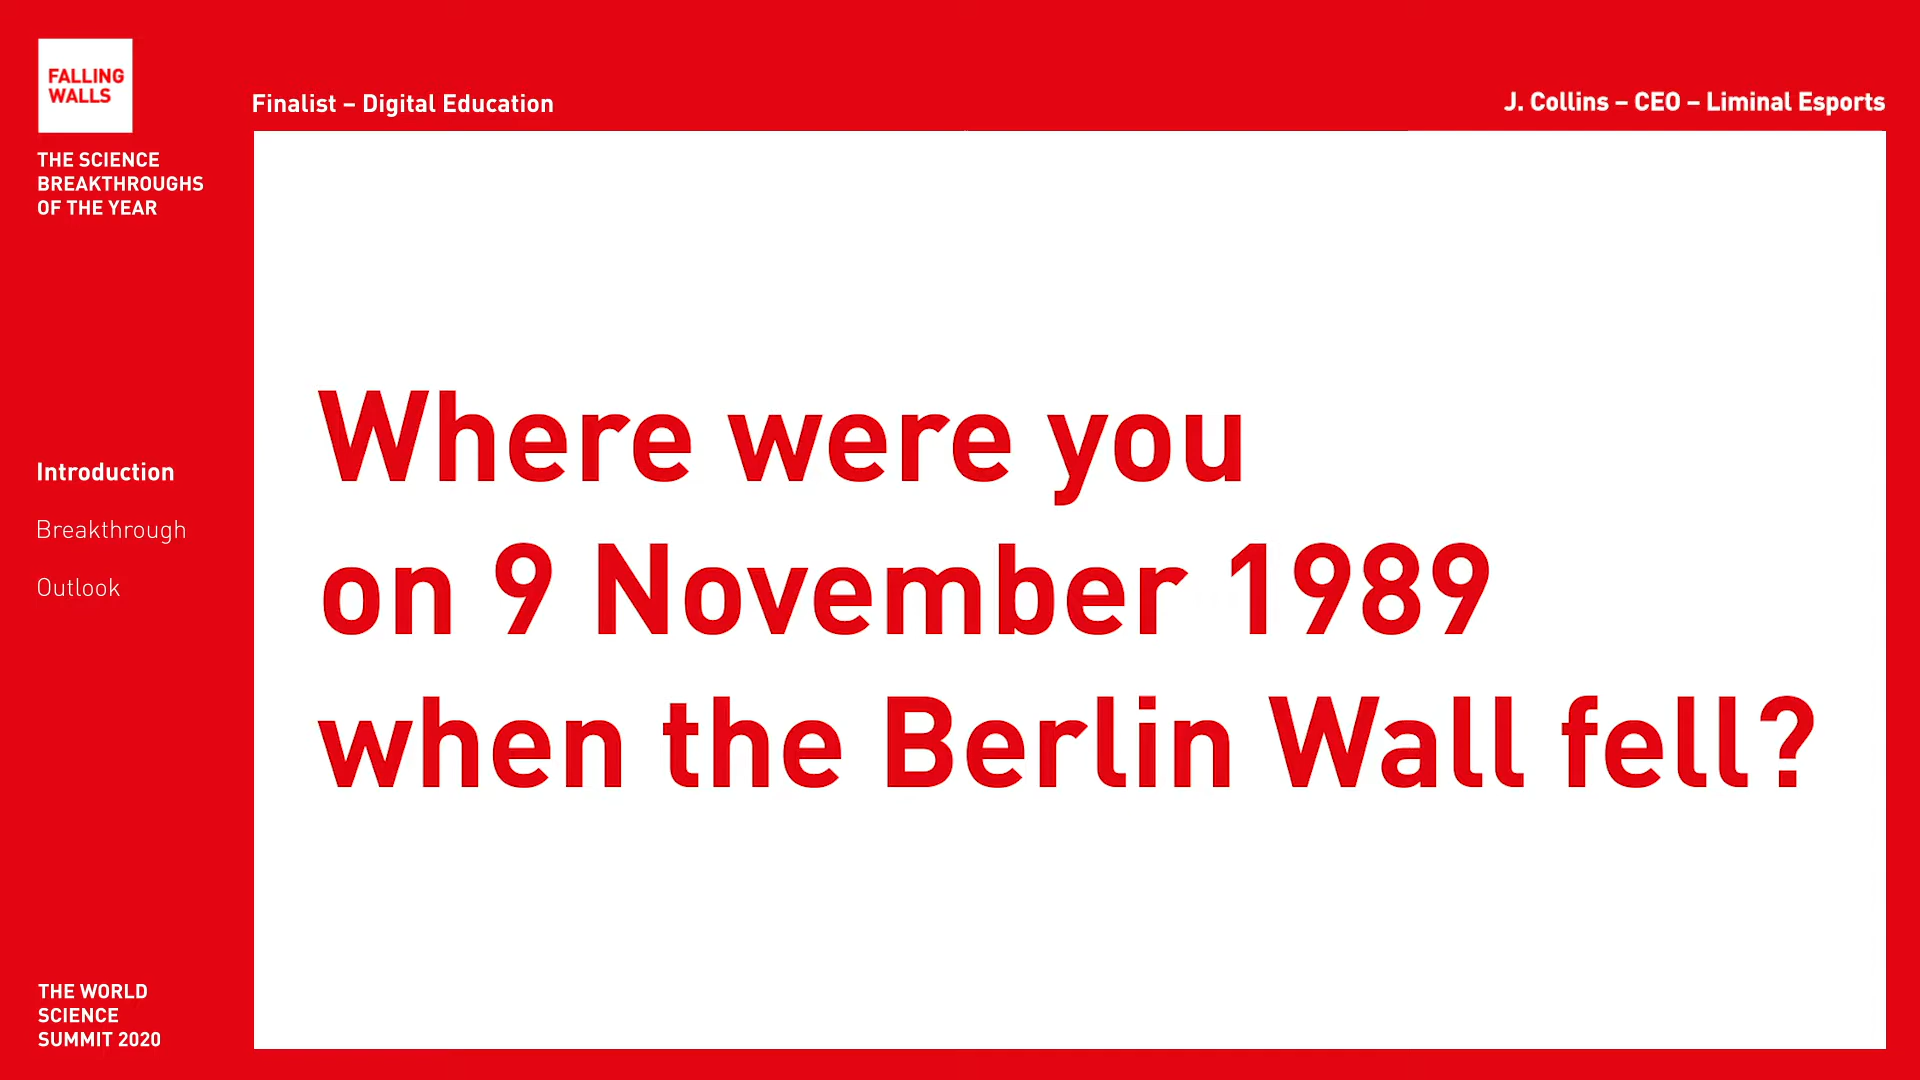 FALLING
WALLS
THE SCIENCE
BREAKTHROUGHS
OF THE YEAR
Finalist – Digital Education
J. Collins – CEO – Liminal Esports
Introduction
Breakthrough
Outlook
Where were you
on 9 November 1989
when the Berlin Wall fell?
THE WORLD
SCIENCE
SUMMIT 2020